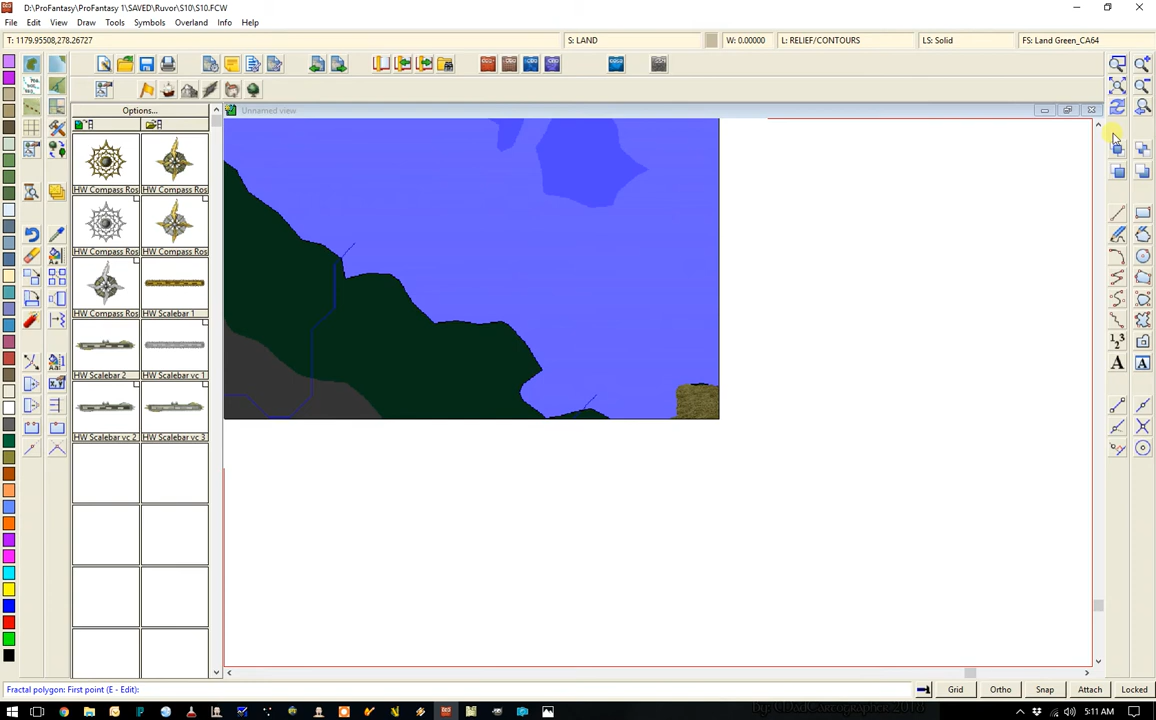 D:\ProFantasy\ProFantasy 1\SAVED\Ruvor\S10\S10.FCW
File Edit View Draw Tools Symbols Overland Info Help
T: 1179.95508,278.26727 S: LAND W: 0.00000 L: RELIEF/CONTOURS LS: Solid FS: Land Green_CA64
Options...
Unnamed view
HW Compass Ros HW Compass Ros
HW Compass Ros HW Compass Ros
HW Compass Ros HW Scalebar 1
HW Scalebar 2 HW Scalebar vc 1
HW Scalebar vc 2 HW Scalebar vc 3
Fractal polygon: First point (E - Edit):
Grid Ortho Snap Attach Locked
5:11 AM